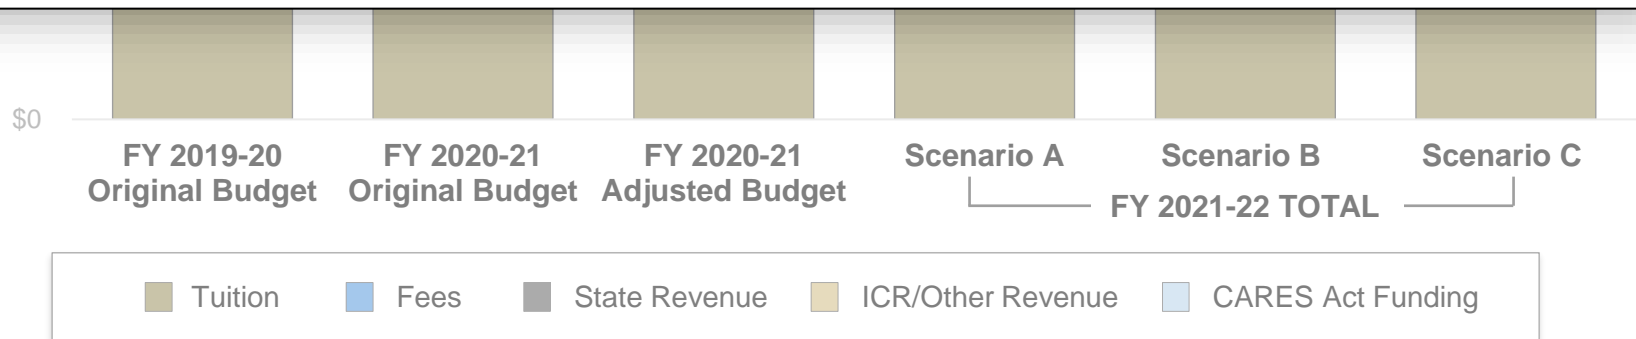 $0
FY 2019-20 FY 2020-21 FY 2020-21 Scenario A Scenario B Scenario C
Original Budget Original Budget Adjusted Budget
FY 2021-22 TOTAL
Tuition Fees State Revenue ICR/Other Revenue CARES Act Funding